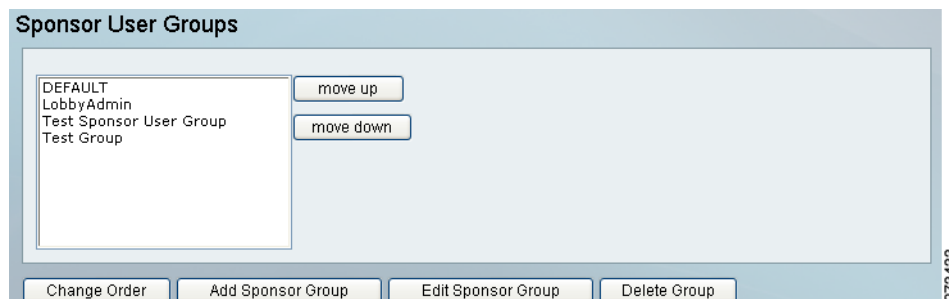 Sponsor User Groups
DEFAULT
LobbyAdmin
Test Sponsor User Group
Test Group
move up
move down
Change Order
Add Sponsor Group
Edit Sponsor Group
Delete Group